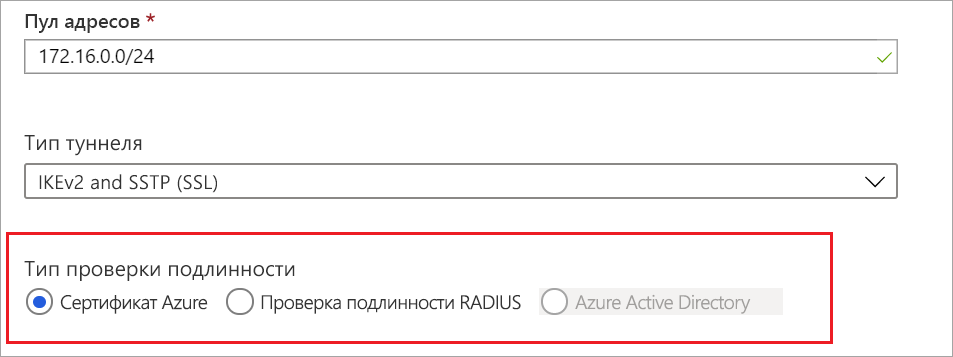 Пул адресов *
172.16.0.0/24
Тип туннеля
IKEv2 and SSTP (SSL)
Тип проверки подлинности
Сертификат Azure Проверка подлинности RADIUS Azure Active Directory